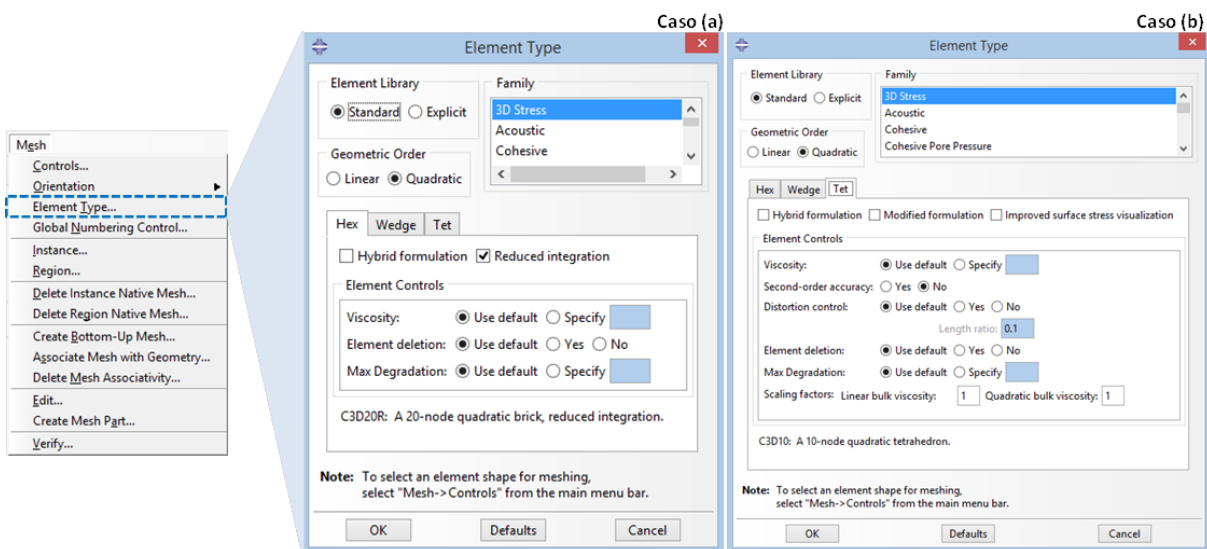 Caso (a)
Caso (b)
Mesh
Controls...
Orientation
Element Type...
Global Numbering Control...
Instance...
Region...
Delete Instance Native Mesh...
Delete Region Native Mesh...
Create Bottom-Up Mesh...
Associate Mesh with Geometry...
Delete Mesh Associativity...
Edit...
Create Mesh Part...
Verify...
Element Type
Element Library
Standard Explicit
Geometric Order
Linear Quadratic
Family
3D Stress
Acoustic
Cohesive
Hex Wedge Tet
Hybrid formulation Reduced integration
Element Controls
Viscosity: Use default Specify
Element deletion: Use default Yes No
Max Degradation: Use default Specify
C3D20R: A 20-node quadratic brick, reduced integration.
Note: To select an element shape for meshing,
select "Mesh->Controls" from the main menu bar.
OK Defaults Cancel
Element Type
Element Library
Standard Explicit
Geometric Order
Linear Quadratic
Family
3D Stress
Acoustic
Cohesive
Cohesive Pore Pressure
Hex Wedge Tet
Hybrid formulation Modified formulation Improved surface stress visualization
Element Controls
Viscosity: Use default Specify
Second-order accuracy: Yes No
Distortion control: Use default Yes No
Length ratio: 0.1
Element deletion: Use default Yes No
Max Degradation: Use default Specify
Scaling factors: Linear bulk viscosity: 1 Quadratic bulk viscosity: 1
C3D10: A 10-node quadratic tetrahedron.
Note: To select an element shape for meshing,
select "Mesh->Controls" from the main menu bar.
OK Defaults Cancel